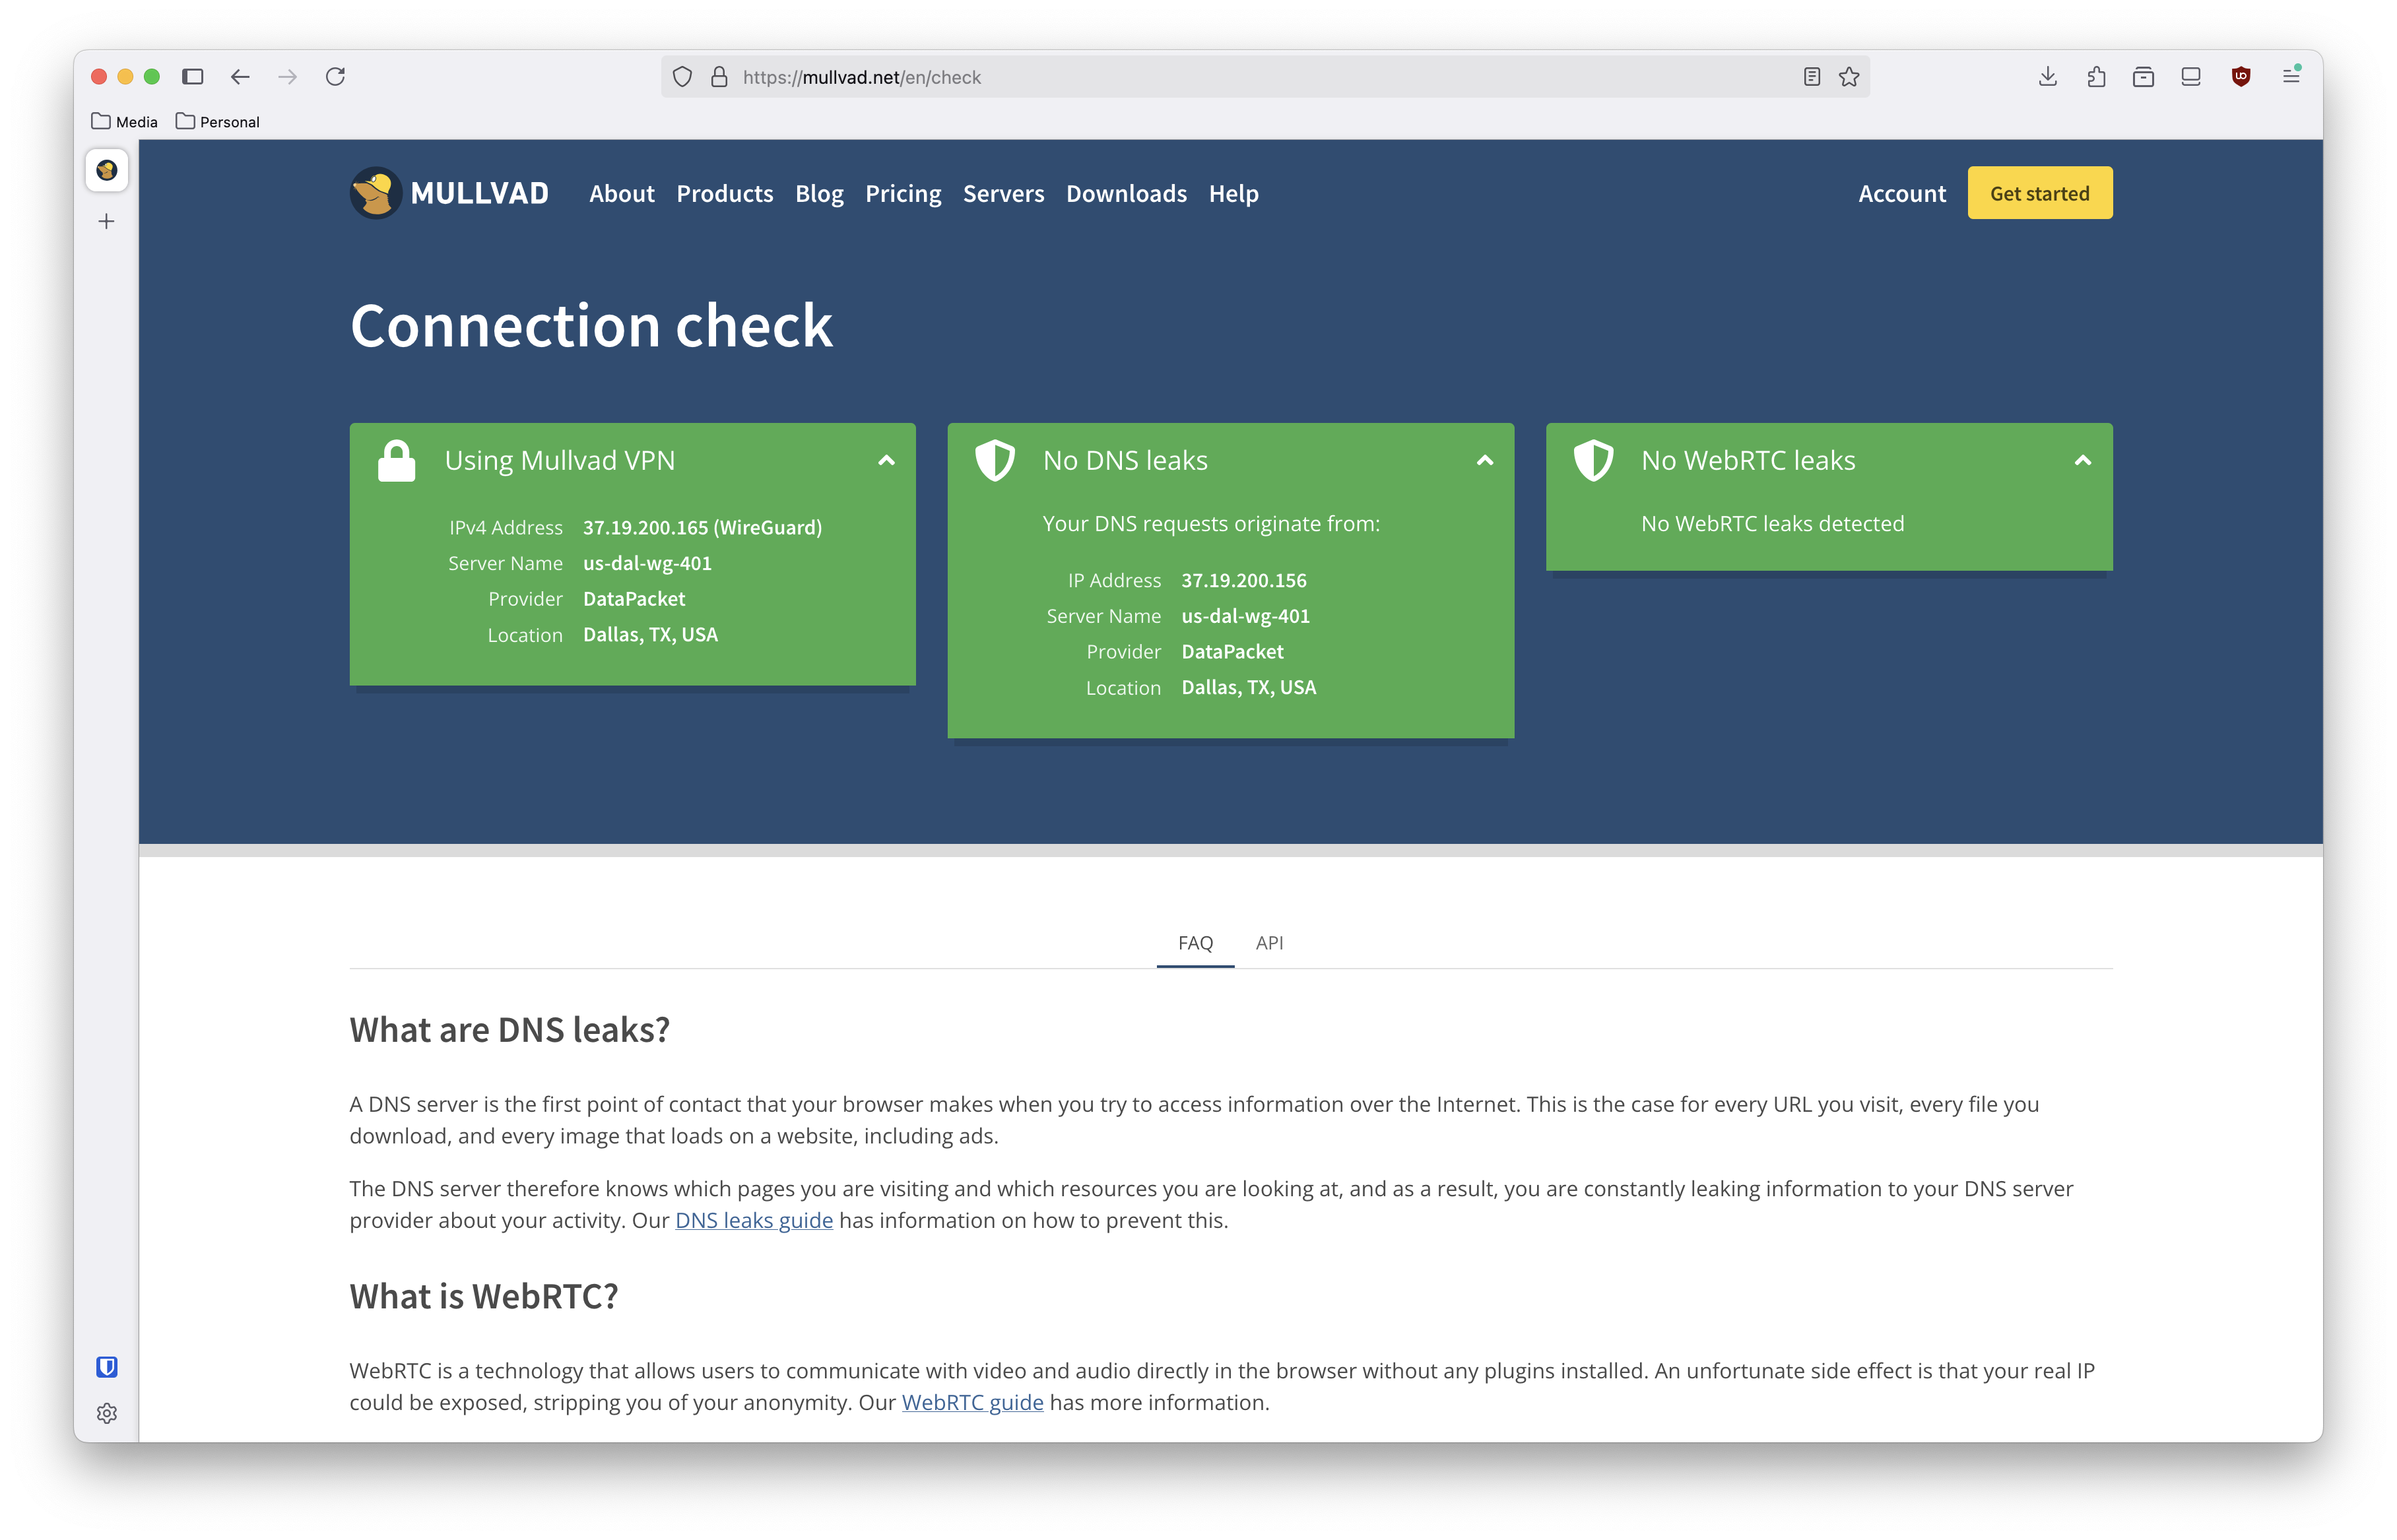 https://mullvad.net/en/check
Media Personal
MULLVAD About Products Blog Pricing Servers Downloads Help Account Get started
Connection check
Using Mullvad VPN
IPv4 Address 37.19.200.165 (WireGuard)
Server Name us-dal-wg-401
Provider DataPacket
Location Dallas, TX, USA
No DNS leaks
Your DNS requests originate from:
IP Address 37.19.200.156
Server Name us-dal-wg-401
Provider DataPacket
Location Dallas, TX, USA
No WebRTC leaks
No WebRTC leaks detected
FAQ API
What are DNS leaks?
A DNS server is the first point of contact that your browser makes when you try to access information over the Internet. This is the case for every URL you visit, every file you
download, and every image that loads on a website, including ads.
The DNS server therefore knows which pages you are visiting and which resources you are looking at, and as a result, you are constantly leaking information to your DNS server
provider about your activity. Our DNS leaks guide has information on how to prevent this.
What is WebRTC?
WebRTC is a technology that allows users to communicate with video and audio directly in the browser without any plugins installed. An unfortunate side effect is that your real IP
could be exposed, stripping you of your anonymity. Our WebRTC guide has more information.